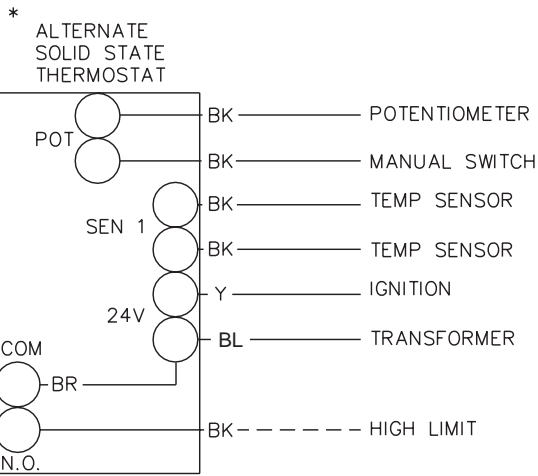 *
ALTERNATE
SOLID STATE
THERMOSTAT
POT
BK
POTENTIOMETER
BK
MANUAL SWITCH
SEN 1
BK
TEMP SENSOR
BK
TEMP SENSOR
24V
Y
IGNITION
BL
TRANSFORMER
COM
BR
N.O.
BK
HIGH LIMIT